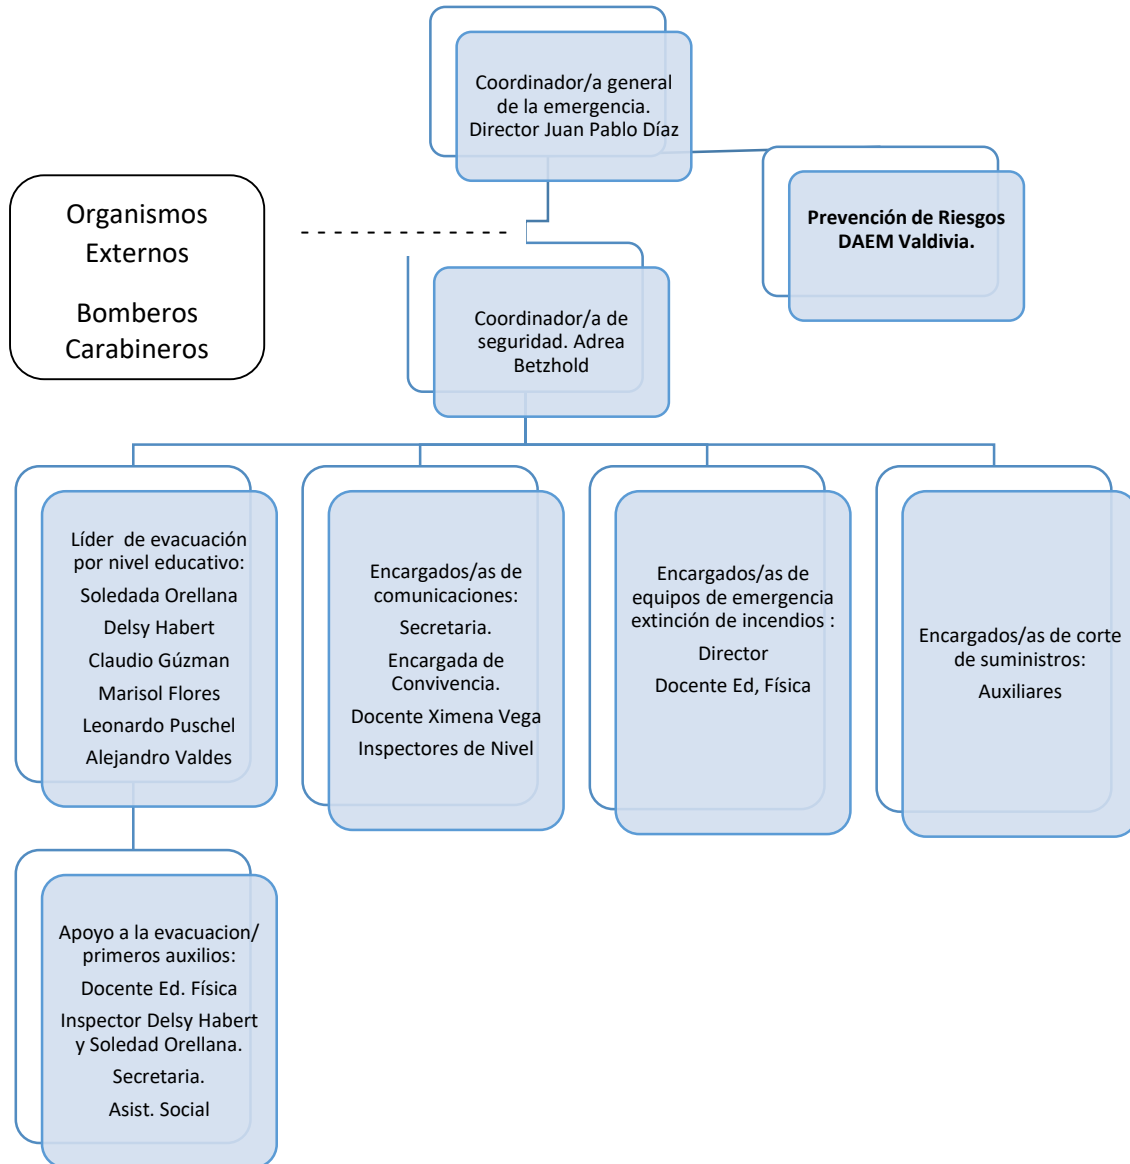 Coordinador/a general
de la emergencia.
Director Juan Pablo Díaz
Prevención de Riesgos
DAEM Valdivia.
Organismos
Externos
Bomberos
Carabineros
Coordinador/a de
seguridad. Adrea
Betzhold
Líder  de evacuación
por nivel educativo:
Soledada Orellana
Delsy Habert
Claudio Gúzman
Marisol Flores
Leonardo Puschel
Alejandro Valdes
Encargados/as de
comunicaciones:
Secretaria.
Encargada de
Convivencia.
Docente Ximena Vega
Inspectores de Nivel
Encargados/as de
equipos de emergencia
extinción de incendios :
Director
Docente Ed, Física
Encargados/as de corte
de suministros:
Auxiliares
Apoyo a la evacuacion/
primeros auxilios:
Docente Ed. Física
Inspector Delsy Habert
y Soledad Orellana.
Secretaria.
Asist. Social